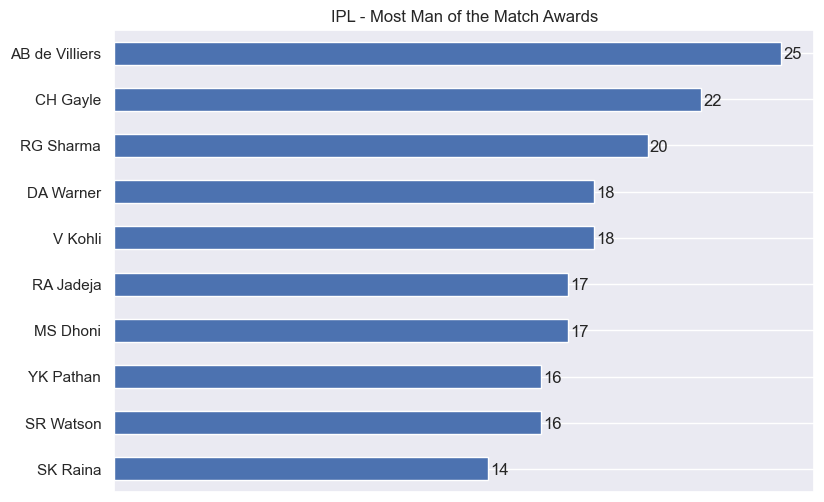 IPL - Most Man of the Match Awards
AB de Villiers 25
CH Gayle 22
RG Sharma 20
DA Warner 18
V Kohli 18
RA Jadeja 17
MS Dhoni 17
YK Pathan 16
SR Watson 16
SK Raina 14